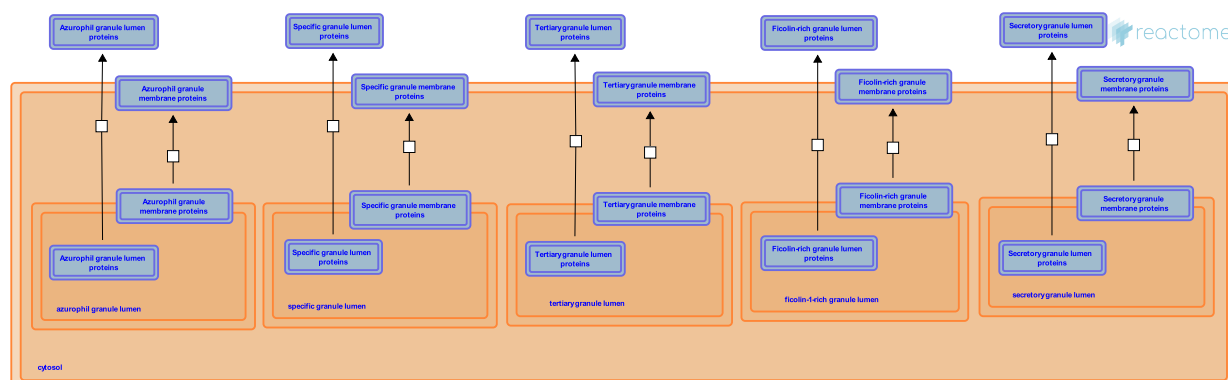 Azurophil granule lumen
proteins
Specific granule lumen
proteins
Tertiary granule lumen
proteins
Ficolin-rich granule lumen
proteins
Secretory granule lumen
proteins
reactome
Azurophil granule
membrane proteins
Specific granule membrane
proteins
Tertiary granule membrane
proteins
Ficolin-rich granule
membrane proteins
Secretory granule
membrane proteins
Azurophil granule
membrane proteins
Specific granule membrane
proteins
Tertiary granule membrane
proteins
Ficolin-rich granule
membrane proteins
Secretory granule
membrane proteins
Azurophil granule lumen
proteins
Specific granule lumen
proteins
Tertiary granule lumen
proteins
Ficolin-rich granule lumen
proteins
Secretory granule lumen
proteins
azurophil granule lumen
specific granule lumen
tertiary granule lumen
ficolin-1-rich granule lumen
secretory granule lumen
cytosol